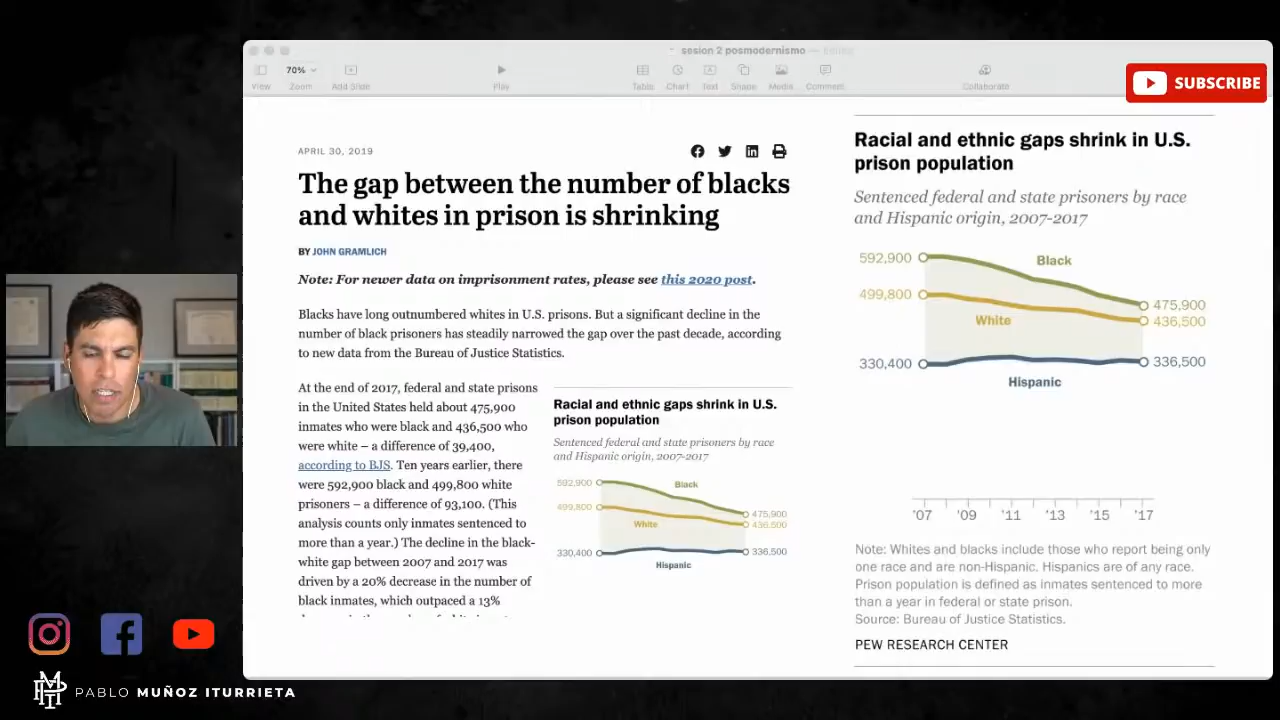 sesion 2 posmodernismo
70%
View
Zoom
Add Slide
Play
Table
Chart
Text
Shape
Media
Comment
Collaborate
SUBSCRIBE
APRIL 30, 2019
The gap between the number of blacks
and whites in prison is shrinking
BY JOHN GRAMLICH
Note: For newer data on imprisonment rates, please see this 2020 post.
Blacks have long outnumbered whites in U.S. prisons. But a significant decline in the
number of black prisoners has steadily narrowed the gap over the past decade, according
to new data from the Bureau of Justice Statistics.
At the end of 2017, federal and state prisons
in the United States held about 475,900
inmates who were black and 436,500 who
were white – a difference of 39,400,
according to BJS. Ten years earlier, there
were 592,900 black and 499,800 white
prisoners – a difference of 93,100. (This
analysis counts only inmates sentenced to
more than a year.) The decline in the black-
white gap between 2007 and 2017 was
driven by a 20% decrease in the number of
black inmates, which outpaced a 13%
Racial and ethnic gaps shrink in U.S.
prison population
Sentenced federal and state prisoners by race
and Hispanic origin, 2007-2017
592,900
Black
499,800
475,900
White
436,500
330,400
336,500
Hispanic
Racial and ethnic gaps shrink in U.S.
prison population
Sentenced federal and state prisoners by race
and Hispanic origin, 2007-2017
592,900
Black
499,800
475,900
White
436,500
330,400
336,500
Hispanic
'07 '09 '11 '13 '15 '17
Note: Whites and blacks include those who report being only
one race and are non-Hispanic. Hispanics are of any race.
Prison population is defined as inmates sentenced to more
than a year in federal or state prison.
Source: Bureau of Justice Statistics.
PEW RESEARCH CENTER
PABLO MUÑOZ ITURRIETA